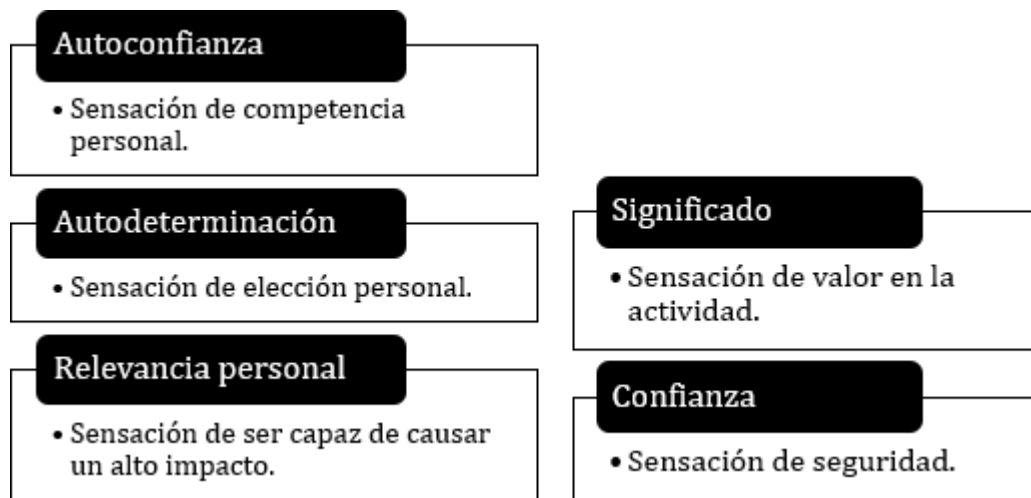 Autoconfianza
• Sensación de competencia
personal.
Autodeterminación
• Sensación de elección personal.
Relevancia personal
• Sensación de ser capaz de causar
un alto impacto.
Significado
• Sensación de valor en la
actividad.
Confianza
• Sensación de seguridad.